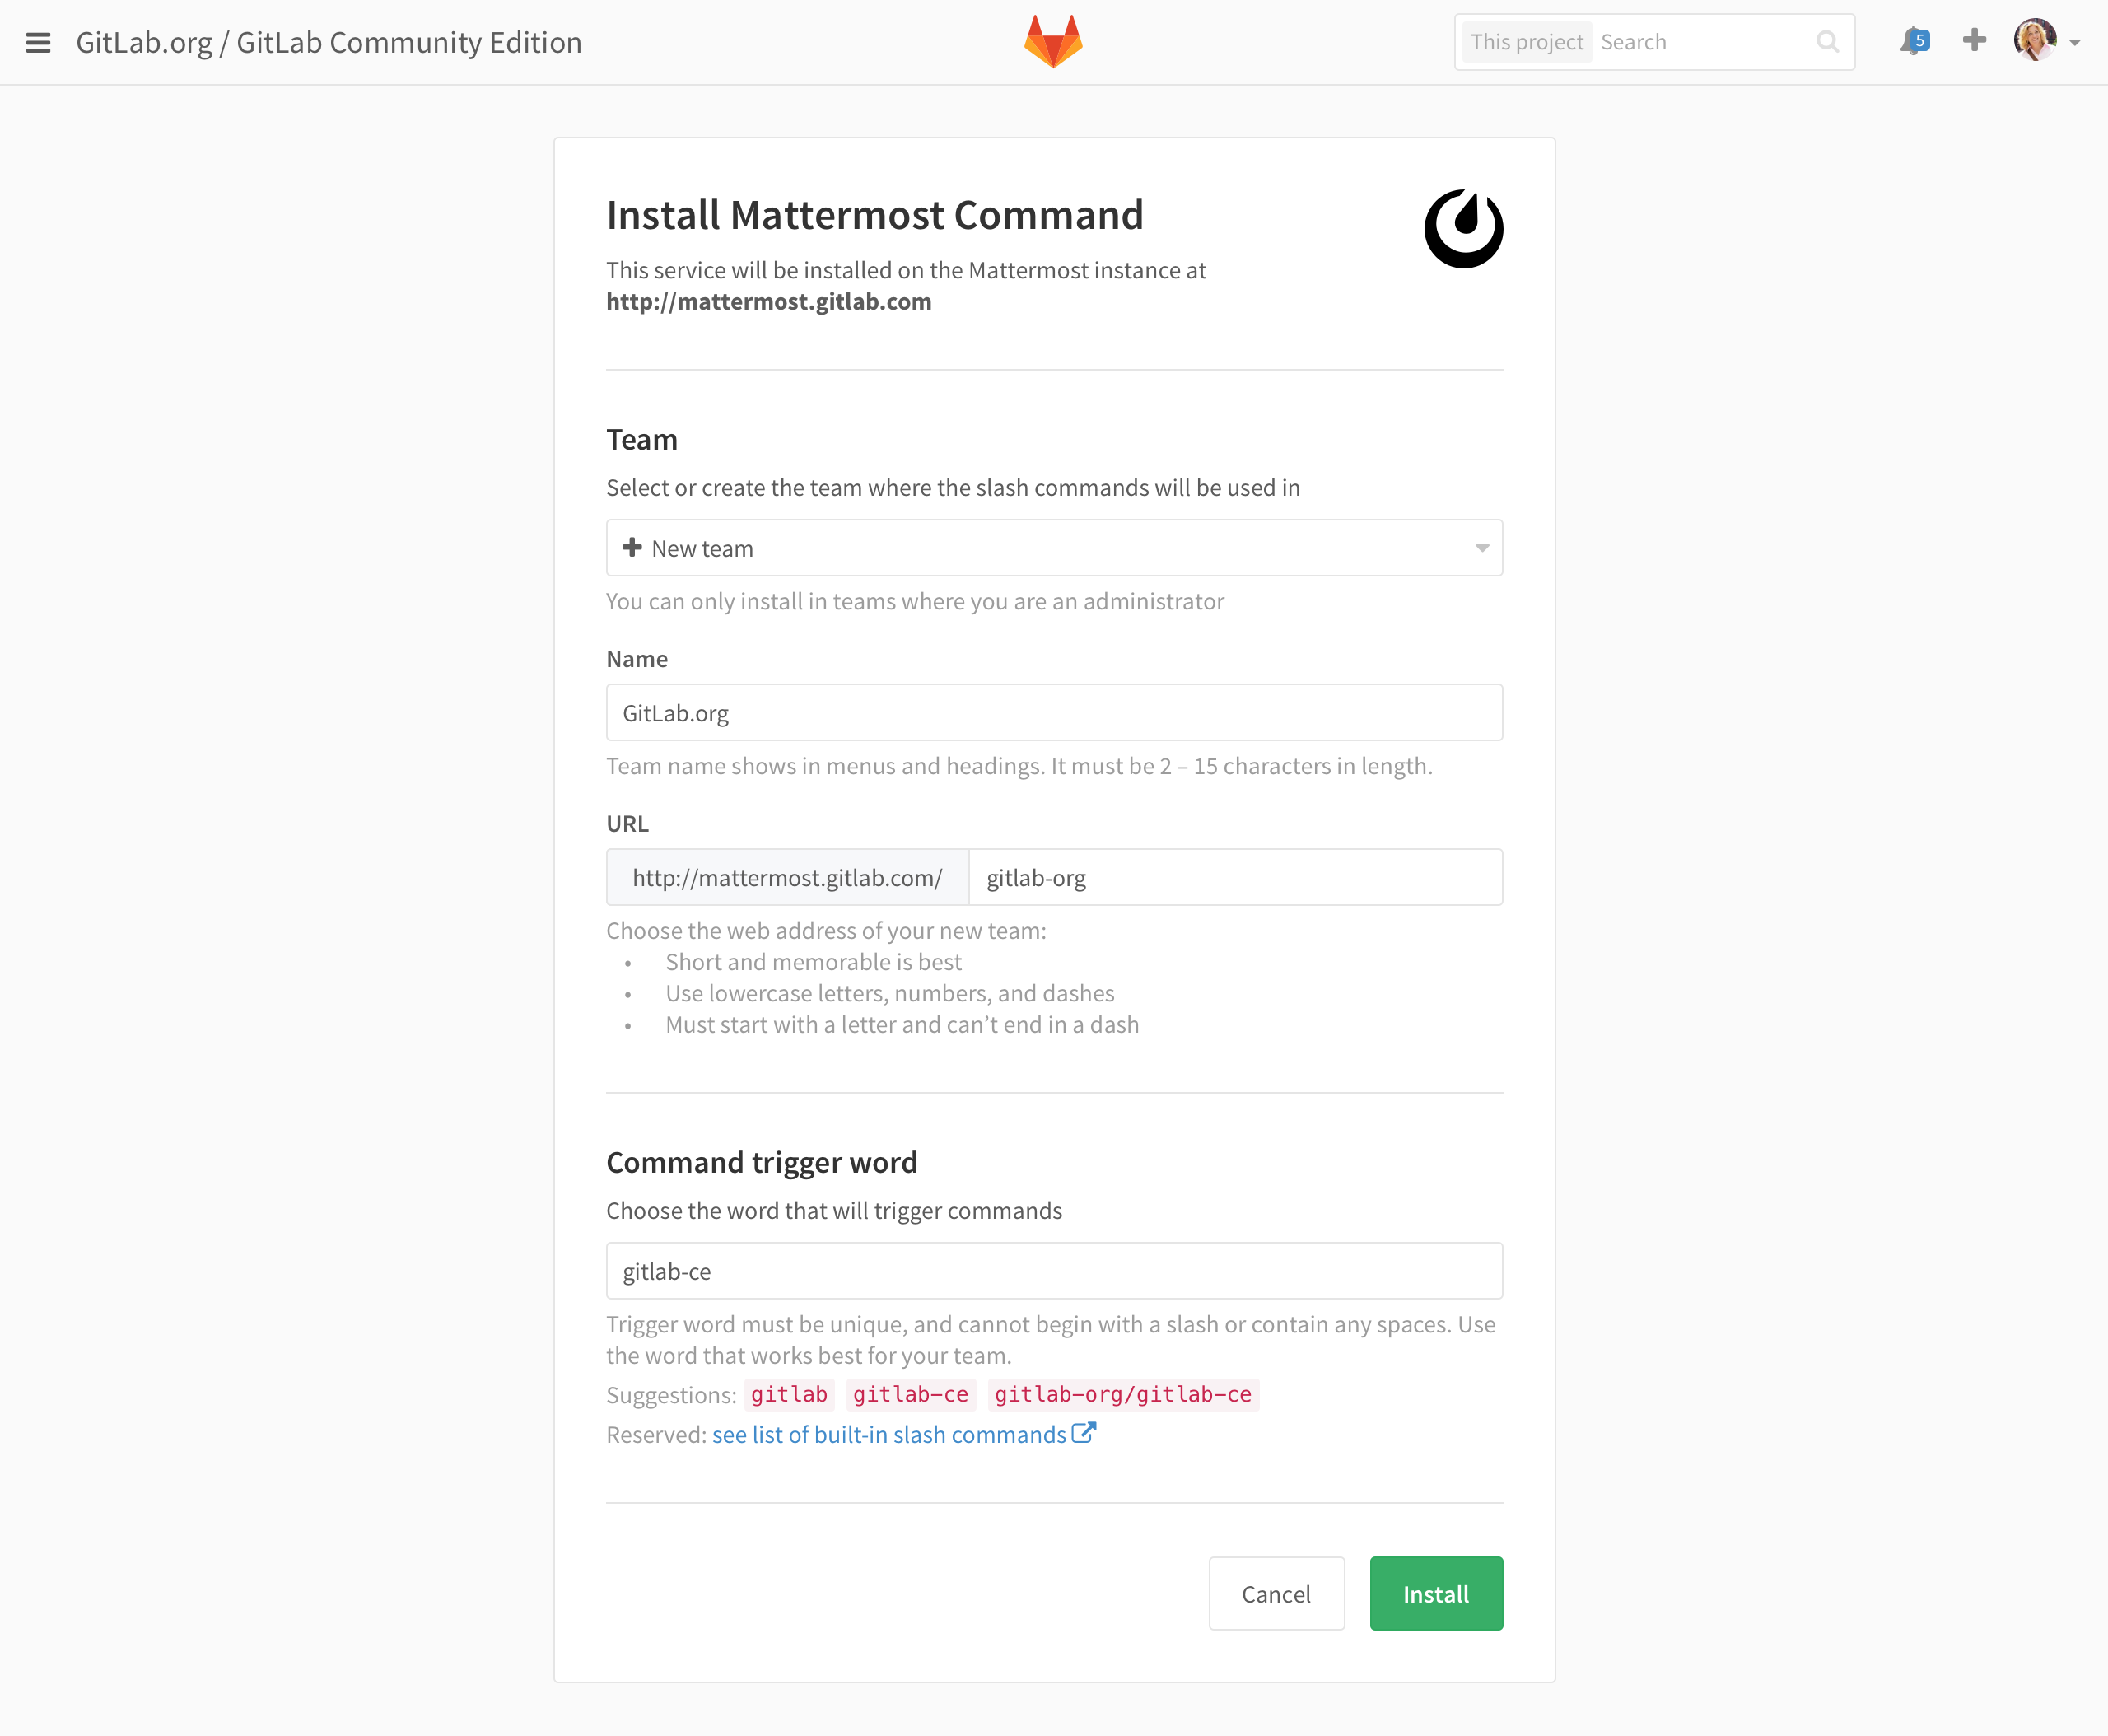 GitLab.org / GitLab Community Edition
This project Search
5
Install Mattermost Command
This service will be installed on the Mattermost instance at
http://mattermost.gitlab.com
Team
Select or create the team where the slash commands will be used in
New team
You can only install in teams where you are an administrator
Name
GitLab.org
Team name shows in menus and headings. It must be 2 – 15 characters in length.
URL
http://mattermost.gitlab.com/ gitlab-org
Choose the web address of your new team:
• Short and memorable is best
• Use lowercase letters, numbers, and dashes
• Must start with a letter and can’t end in a dash
Command trigger word
Choose the word that will trigger commands
gitlab-ce
Trigger word must be unique, and cannot begin with a slash or contain any spaces. Use
the word that works best for your team.
Suggestions: gitlab gitlab-ce gitlab-org/gitlab-ce
Reserved: see list of built-in slash commands
Cancel Install